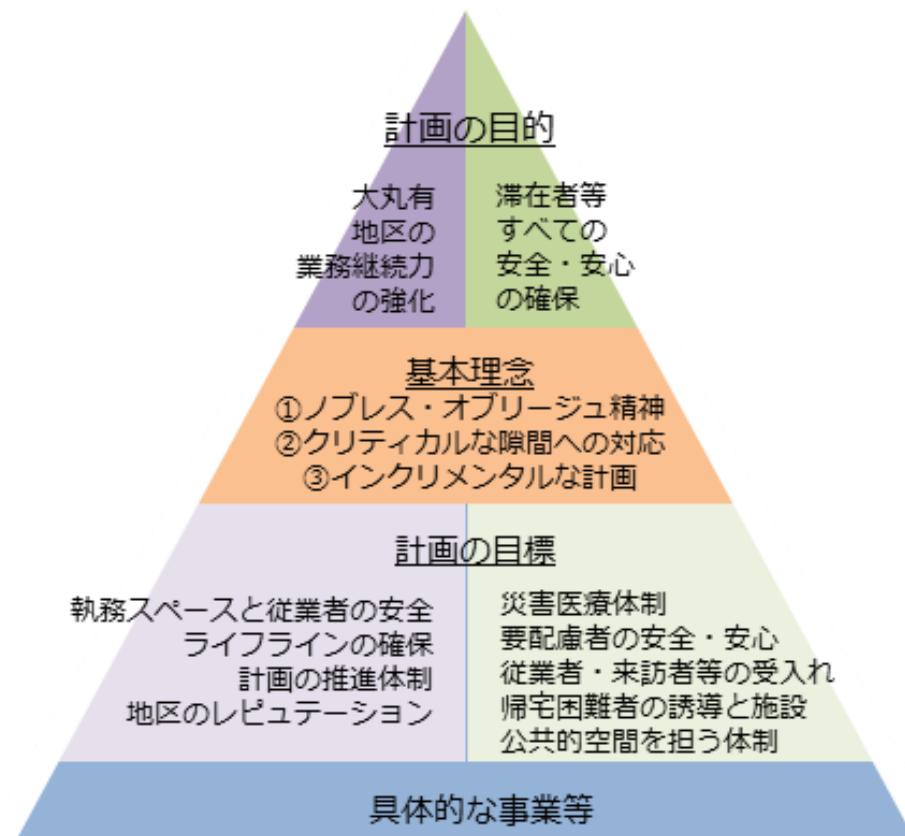 計画の目的
大丸有
地区の
業務継続力
の強化
滞在者等
すべての
安全・安心
の確保
基本理念
①ノブレス・オブリージュ精神
②クリティカルな隙間への対応
③インクリメンタルな計画
計画の目標
執務スペースと従業者の安全
ライフラインの確保
計画の推進体制
地区のレピュテーション
災害医療体制
要配慮者の安全・安心
従業者・来訪者等の受入れ
帰宅困難者の誘導と施設
公共的空間を担う体制
具体的な事業等